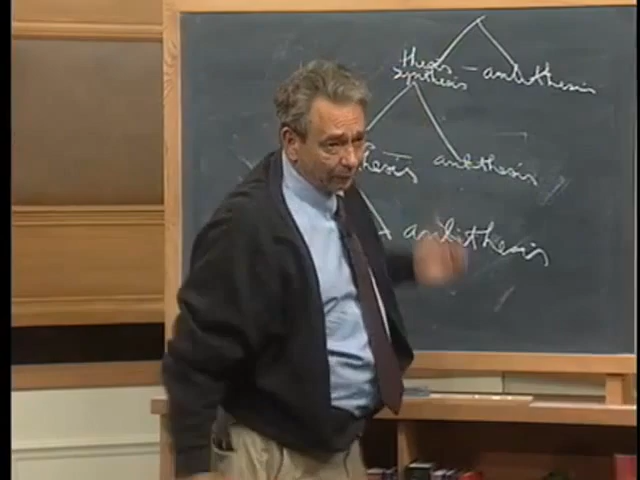 thesis – antithesis
synthesis
thesis – antithesis
antithesis